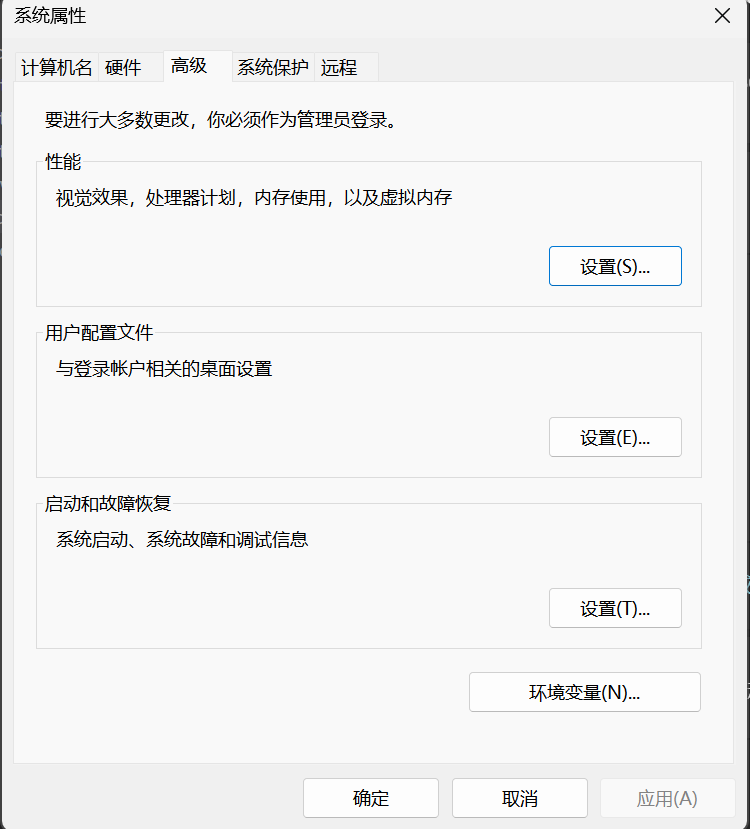 系统属性
计算机名 硬件 高级 系统保护 远程
要进行大多数更改，你必须作为管理员登录。
性能
视觉效果，处理器计划，内存使用，以及虚拟内存
设置(S)...
用户配置文件
与登录帐户相关的桌面设置
设置(E)...
启动和故障恢复
系统启动、系统故障和调试信息
设置(T)...
环境变量(N)...
确定 取消 应用(A)